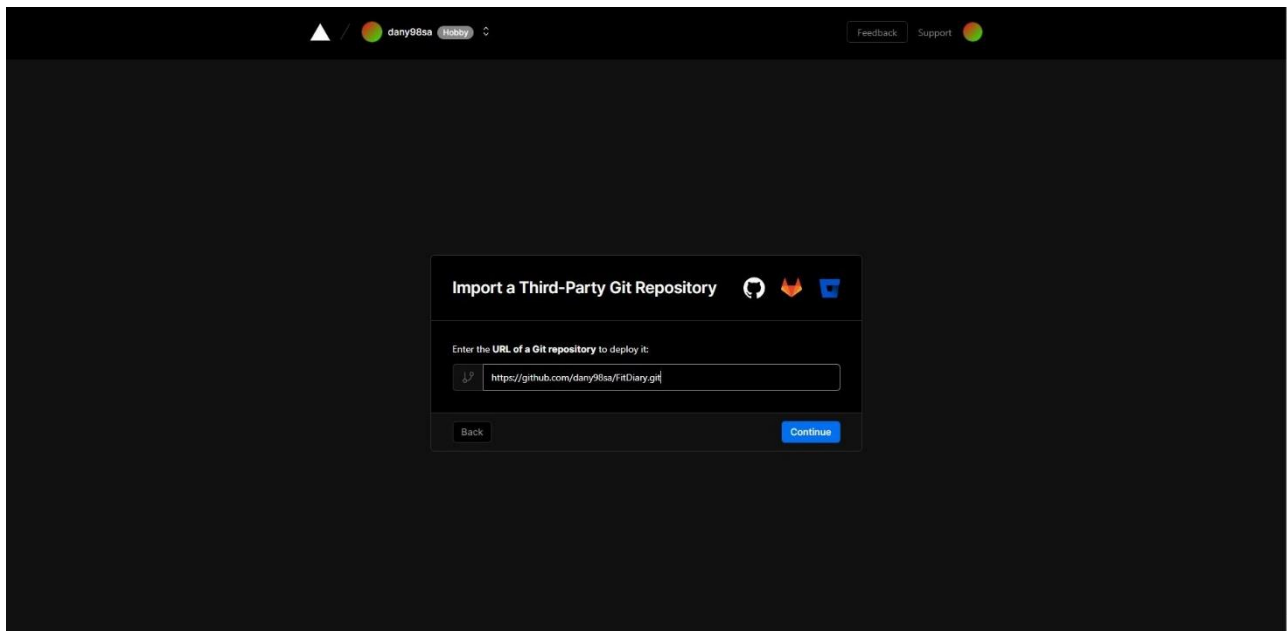 dany98sa Hobby
Feedback Support
Import a Third-Party Git Repository
Enter the URL of a Git repository to deploy it:
https://github.com/dany98sa/FitDiary.git
Back Continue